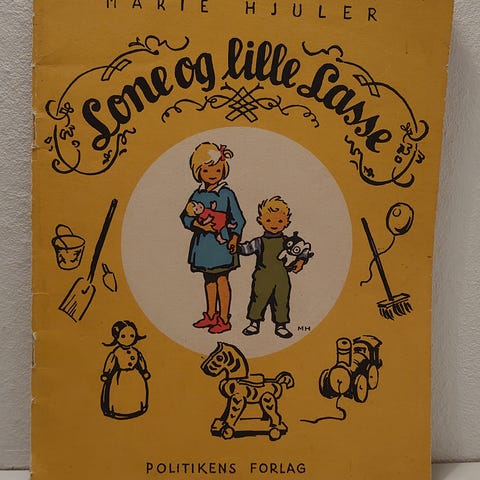 MARIE HJULER
Lone og lille Lasse
MH
POLITIKENS FORLAG